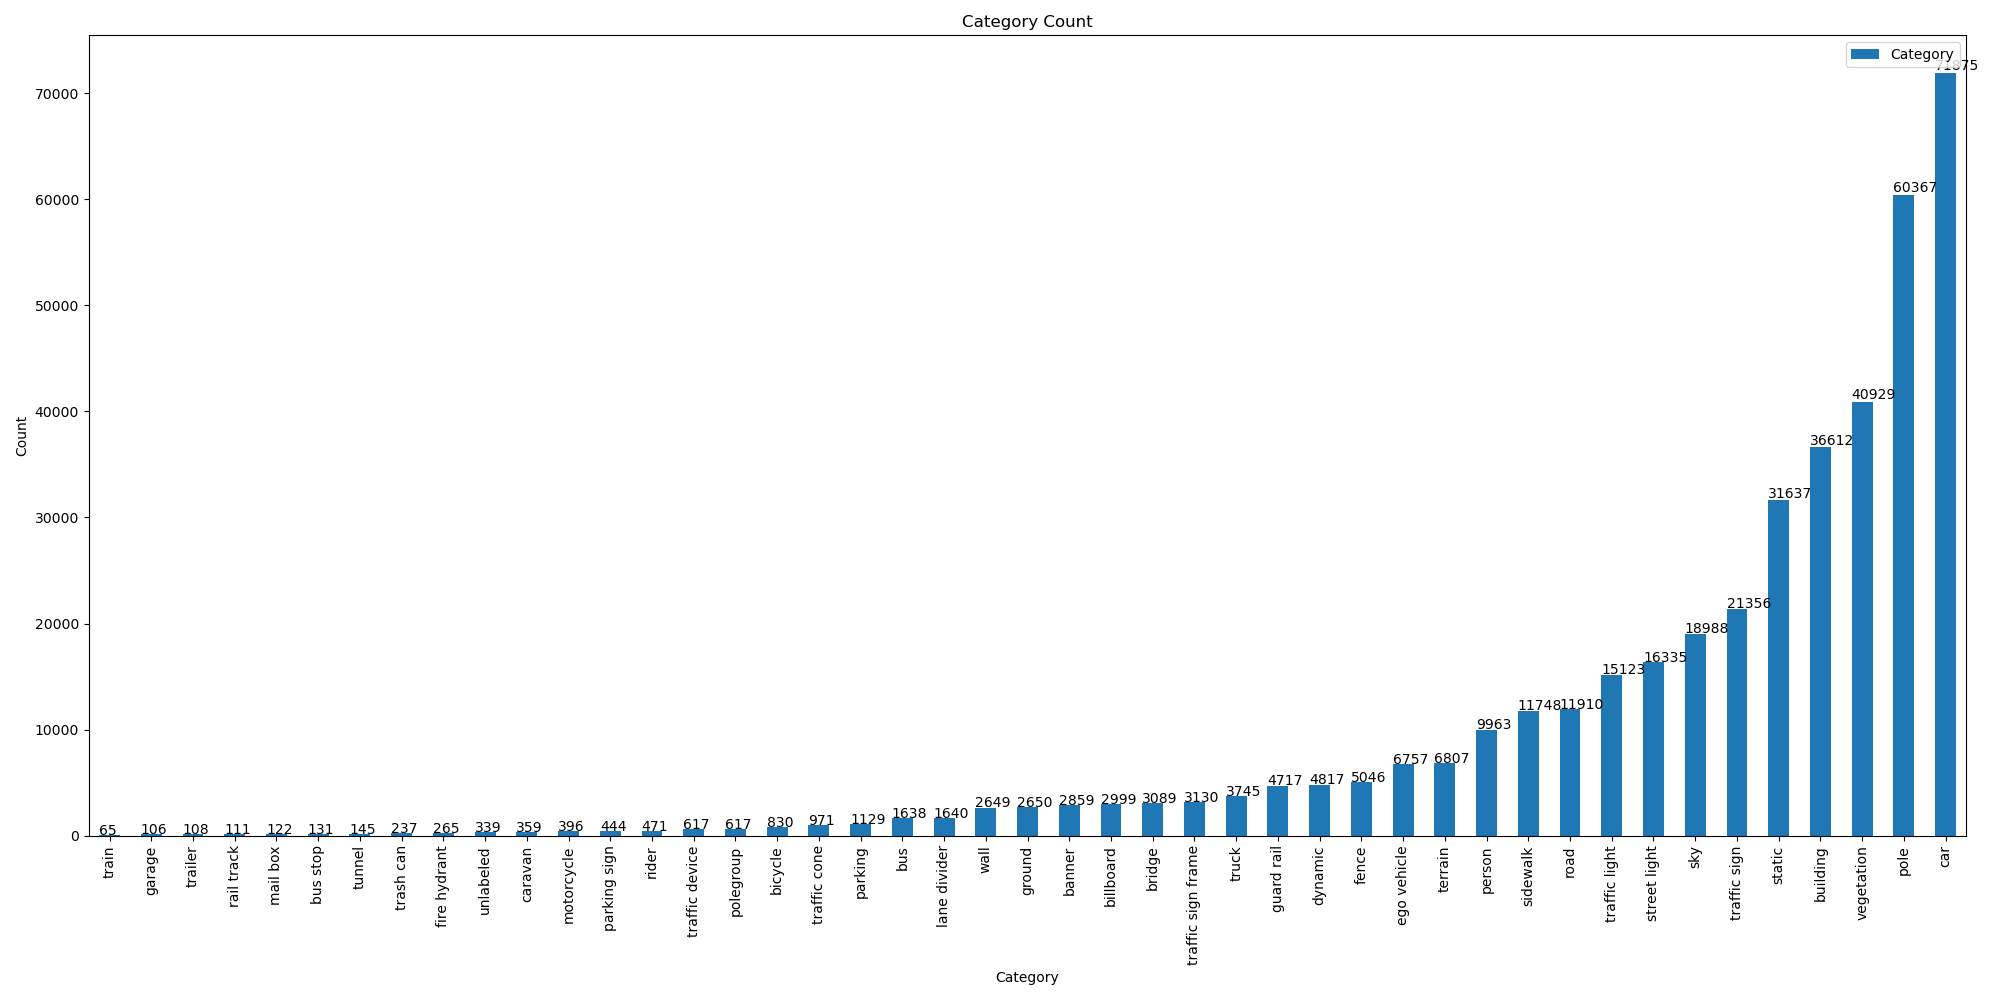 Category Count
Category
71875
70000
60367
60000
50000
40929
40000
36612
31637
30000
21356
20000
18988
16335
15123
11748
11910
10000
9963
6757
6807
5046
4717
4817
3745
2649
2650
2859
2999
3089
3130
1638
1640
1129
971
830
617
617
471
444
396
359
339
265
237
145
131
122
111
108
106
65
0
Count
train
garage
trailer
rail track
mail box
bus stop
tunnel
trash can
fire hydrant
unlabeled
caravan
motorcycle
parking sign
rider
traffic device
polegroup
bicycle
traffic cone
parking
bus
lane divider
wall
ground
banner
billboard
bridge
traffic sign frame
truck
guard rail
dynamic
fence
ego vehicle
terrain
person
sidewalk
road
traffic light
street light
sky
traffic sign
static
building
vegetation
pole
car
Category